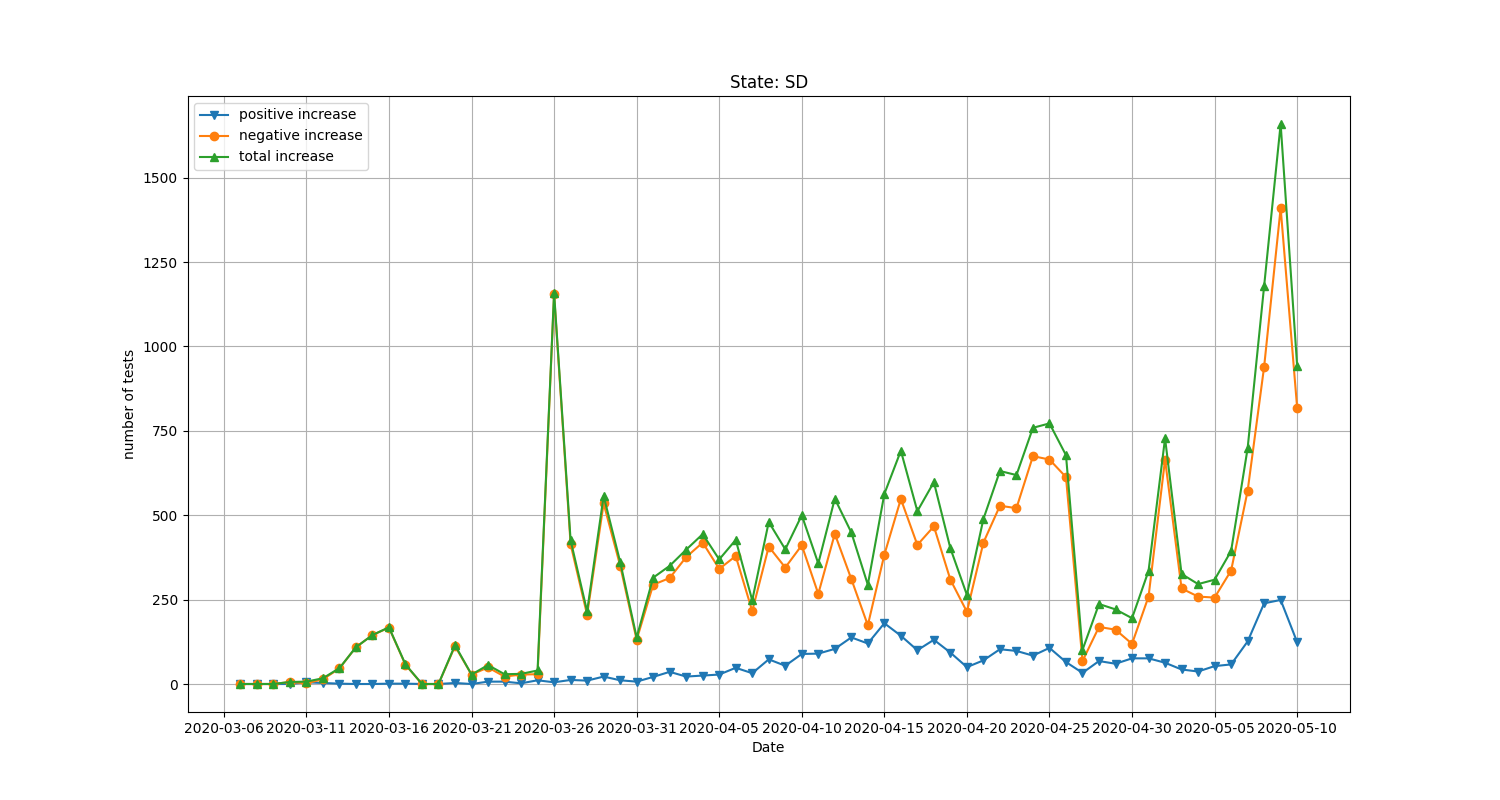 State: SD
positive increase
negative increase
total increase
1500
1250
1000
750
500
250
0
number of tests
2020-03-06 2020-03-11 2020-03-16 2020-03-21 2020-03-26 2020-03-31 2020-04-05 2020-04-10 2020-04-15 2020-04-20 2020-04-25 2020-04-30 2020-05-05 2020-05-10
Date